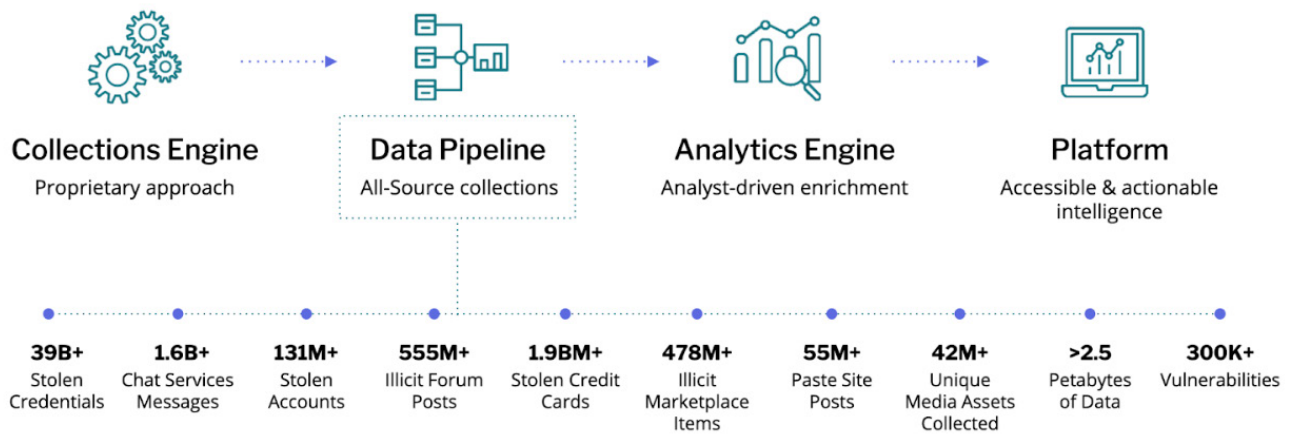 Collections Engine
Proprietary approach
Data Pipeline
All-Source collections
Analytics Engine
Analyst-driven enrichment
Platform
Accessible & actionable
intelligence
39B+
Stolen
Credentials
1.6B+
Chat Services
Messages
131M+
Stolen
Accounts
555M+
Illicit Forum
Posts
1.9BM+
Stolen Credit
Cards
478M+
Illicit
Marketplace
Items
55M+
Paste Site
Posts
42M+
Unique
Media Assets
Collected
>2.5
Petabytes
of Data
300K+
Vulnerabilities